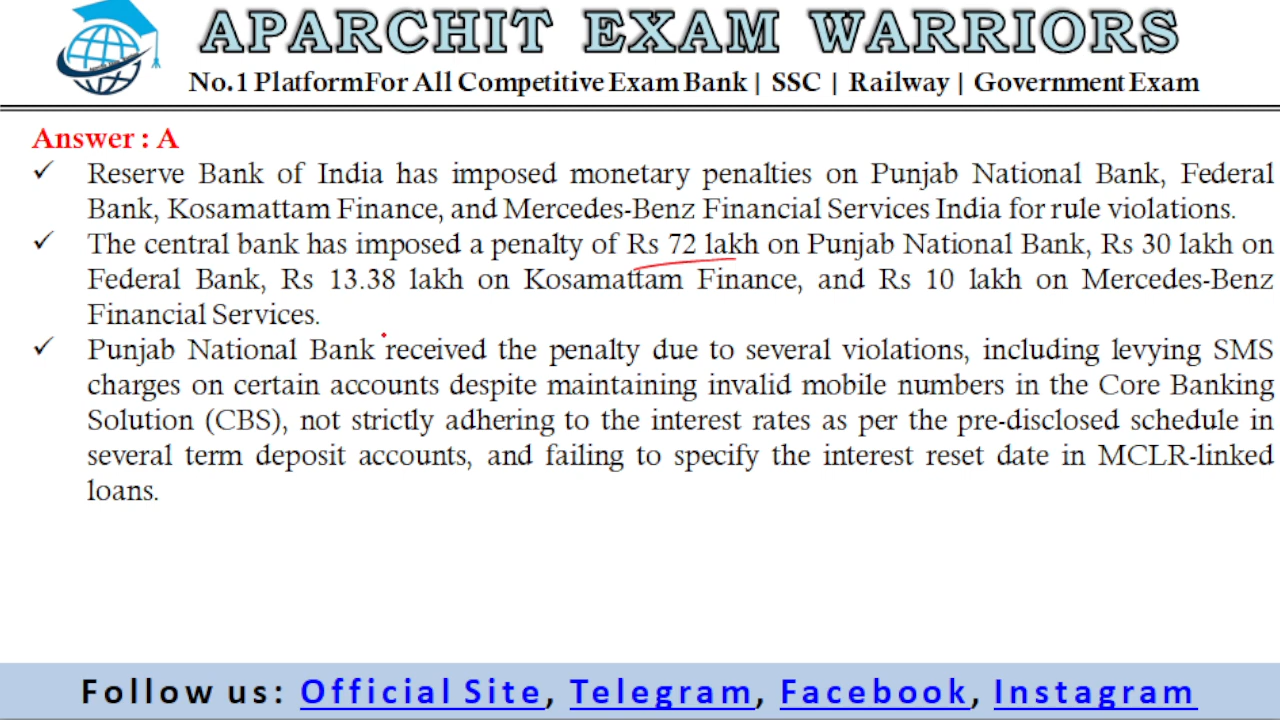 APARCHIT EXAM WARRIORS
No.1 PlatformFor All Competitive Exam Bank | SSC | Railway | Government Exam
Answer : A
✓ Reserve Bank of India has imposed monetary penalties on Punjab National Bank, Federal
Bank, Kosamattam Finance, and Mercedes-Benz Financial Services India for rule violations.
✓ The central bank has imposed a penalty of Rs 72 lakh on Punjab National Bank, Rs 30 lakh on
Federal Bank, Rs 13.38 lakh on Kosamattam Finance, and Rs 10 lakh on Mercedes-Benz
Financial Services.
✓ Punjab National Bank received the penalty due to several violations, including levying SMS
charges on certain accounts despite maintaining invalid mobile numbers in the Core Banking
Solution (CBS), not strictly adhering to the interest rates as per the pre-disclosed schedule in
several term deposit accounts, and failing to specify the interest reset date in MCLR-linked
loans.
Follow us: Official Site, Telegram, Facebook, Instagram